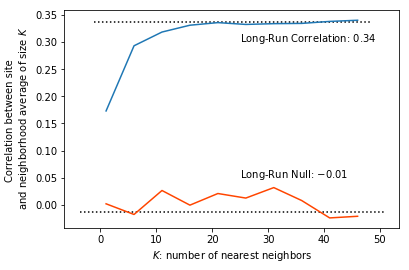 Correlation between site
and neighborhood average of size K
0.35
0.30
0.25
0.20
0.15
0.10
0.05
0.00
Long-Run Correlation: 0.34
Long-Run Null: −0.01
0 10 20 30 40 50
K: number of nearest neighbors